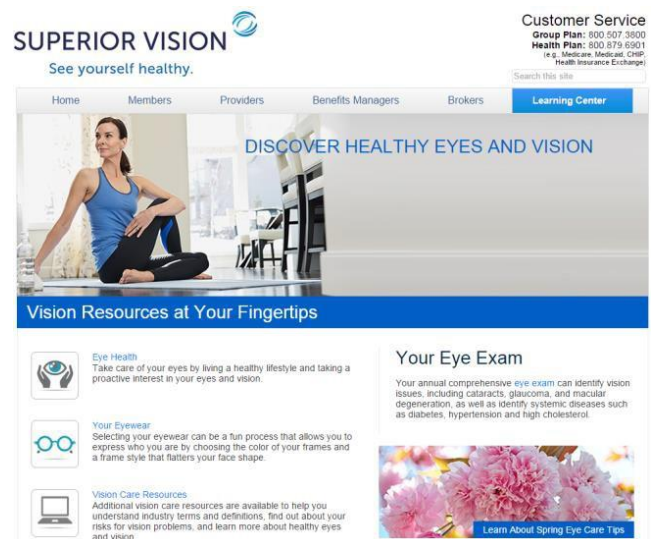 SUPERIOR VISION
See yourself healthy.
Customer Service
Group Plan: 800.507.3800
Health Plan: 800.879.6901
(e.g., Medicare, Medicaid, CHIP,
Health Insurance Exchange)
Search this site
Home Members Providers Benefits Managers Brokers Learning Center
DISCOVER HEALTHY EYES AND VISION
Vision Resources at Your Fingertips
Eye Health
Take care of your eyes by living a healthy lifestyle and taking a
proactive interest in your eyes and vision.
Your Eyewear
Selecting your eyewear can be a fun process that allows you to
express who you are by choosing the color of your frames and
a frame style that flatters your face shape.
Vision Care Resources
Additional vision care resources are available to help you
understand industry terms and definitions, find out about your
risks for vision problems, and learn more about healthy eyes
and vision
Your Eye Exam
Your annual comprehensive eye exam can identify vision
issues, including cataracts, glaucoma, and macular
degeneration, as well as identify systemic diseases such
as diabetes, hypertension and high cholesterol.
Learn About Spring Eye Care Tips